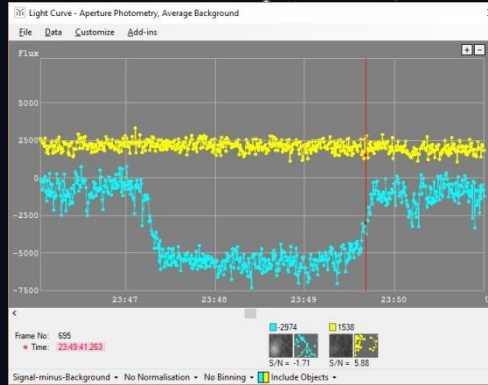 Light Curve - Aperture Photometry, Average Background
File Data Customize Add-ins
Flux
5000
2500
0
-2500
-5000
-7500
23:47 23:48 23:49 23:50
Frame No: 695
Time: 23:49:41.263
-2974 1538
S/N = -1.71 S/N = 5.88
Signal-minus-Background No Normalisation No Binning Include Objects